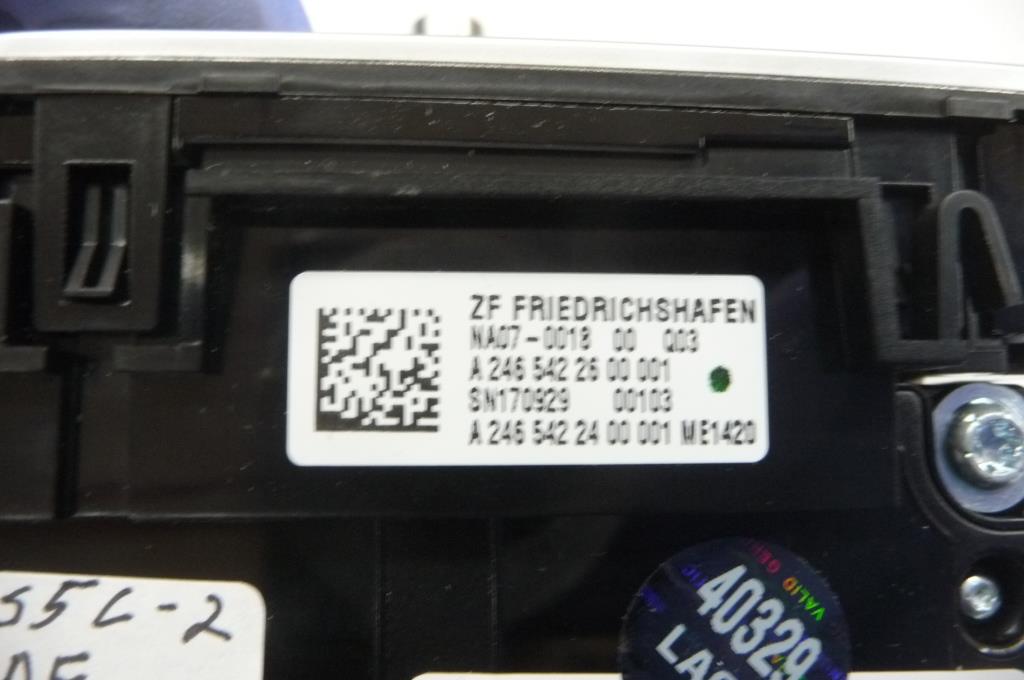 ZF FRIEDRICHSHAFEN
NA07-0018 00 Q03
A 246 542 26 00 001
SN170929 00103
A 246 542 24 00 001 ME1420
S5C-2
VALID
40329